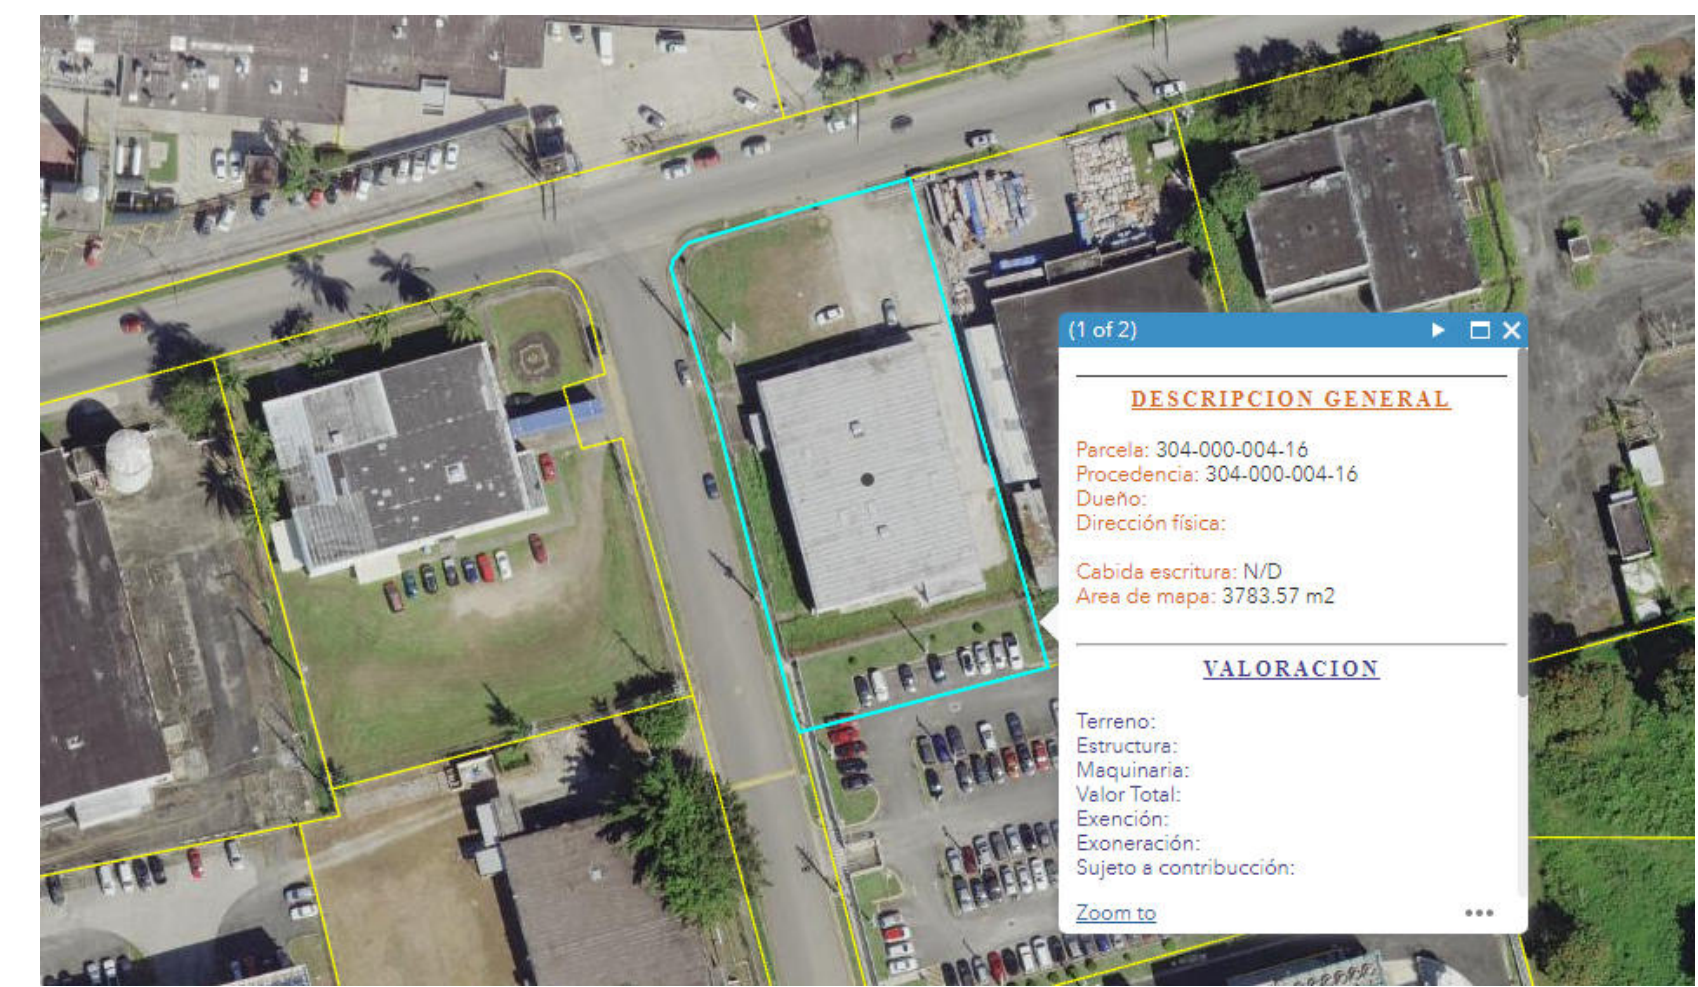 (1 of 2)
DESCRIPCION GENERAL
Parcela: 304-000-004-16
Procedencia: 304-000-004-16
Dueño:
Dirección física:
Cabida escritura: N/D
Area de mapa: 3783.57 m2
VALORACION
Terreno:
Estructura:
Maquinaria:
Valor Total:
Exención:
Exoneración:
Sujeto a contribucción:
Zoom to